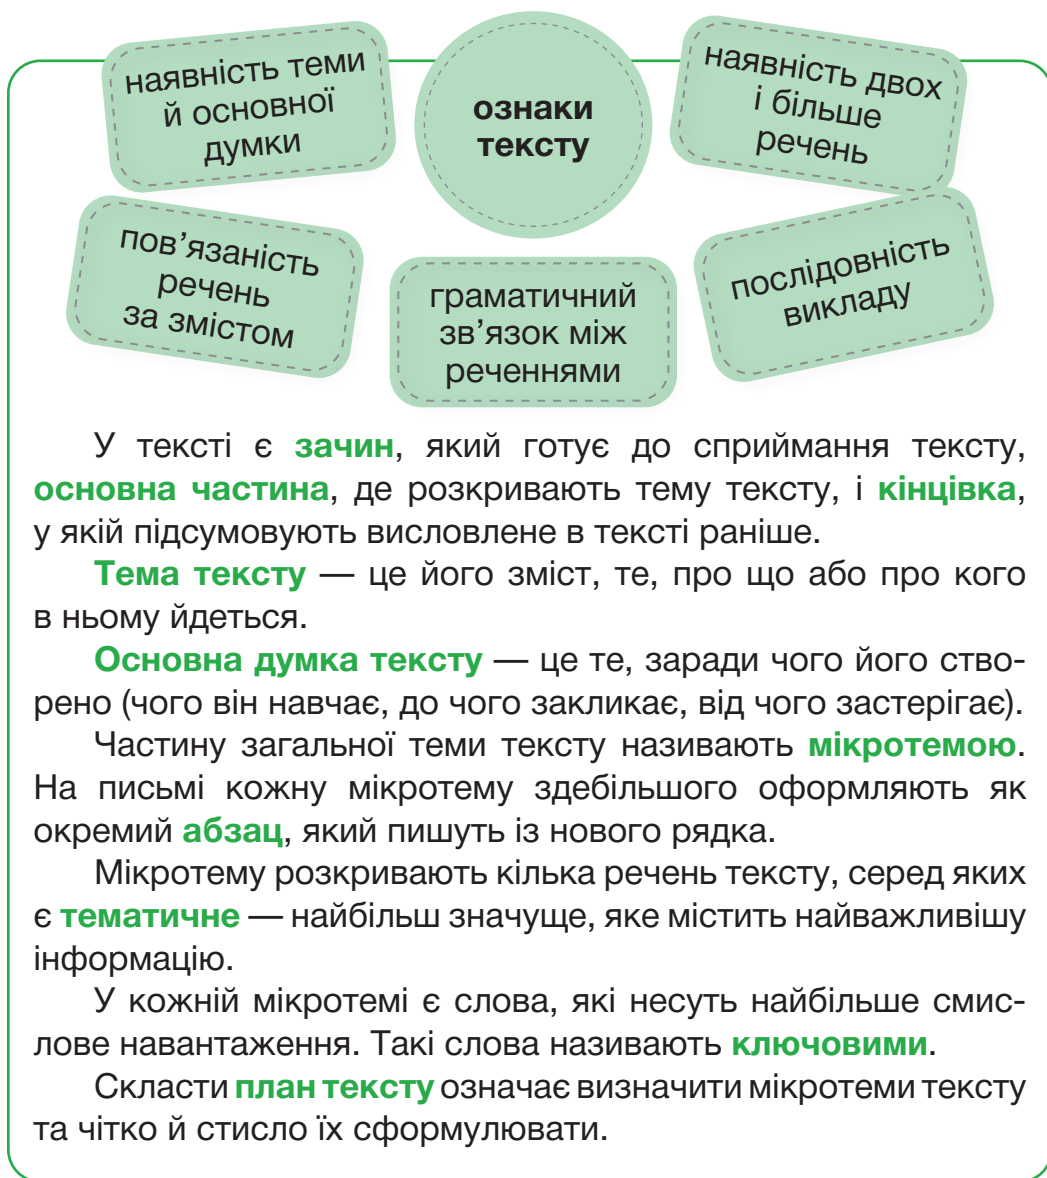 наявність теми
й основної
думки
ознаки
тексту
наявність двох
і більше
речень
пов’язаність
речень
за змістом
граматичний
зв’язок між
реченнями
послідовність
викладу
У тексті є зачин, який готує до сприймання тексту,
основна частина, де розкривають тему тексту, і кінцівка,
у якій підсумовують висловлене в тексті раніше.
Тема тексту — це його зміст, те, про що або про кого
в ньому йдеться.
Основна думка тексту — це те, заради чого його ство-
рено (чого він навчає, до чого закликає, від чого застерігає).
Частину загальної теми тексту називають мікротемою.
На письмі кожну мікротему здебільшого оформляють як
окремий абзац, який пишуть із нового рядка.
Мікротему розкривають кілька речень тексту, серед яких
є тематичне — найбільш значуще, яке містить найважливішу
інформацію.
У кожній мікротемі є слова, які несуть найбільше смис-
лове навантаження. Такі слова називають ключовими.
Скласти план тексту означає визначити мікротеми тексту
та чітко й стисло їх сформулювати.